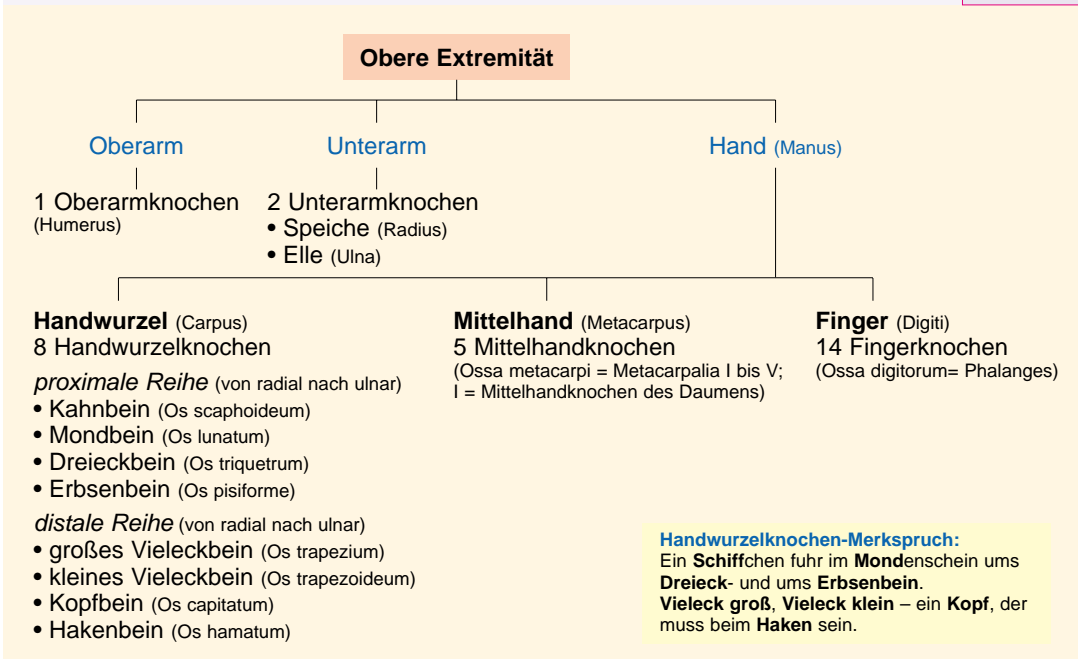 Obere Extremität
Oberarm
Unterarm
Hand (Manus)
1 Oberarmknochen
(Humerus)
2 Unterarmknochen
• Speiche (Radius)
• Elle (Ulna)
Handwurzel (Carpus)
8 Handwurzelknochen
proximale Reihe (von radial nach ulnar)
• Kahnbein (Os scaphoideum)
• Mondbein (Os lunatum)
• Dreieckbein (Os triquetrum)
• Erbsenbein (Os pisiforme)
distale Reihe (von radial nach ulnar)
• großes Vieleckbein (Os trapezium)
• kleines Vieleckbein (Os trapezoideum)
• Kopfbein (Os capitatum)
• Hakenbein (Os hamatum)
Mittelhand (Metacarpus)
5 Mittelhandknochen
(Ossa metacarpi = Metacarpalia I bis V;
I = Mittelhandknochen des Daumens)
Finger (Digiti)
14 Fingerknochen
(Ossa digitorum= Phalanges)
Handwurzelknochen-Merkspruch:
Ein Schiffchen fuhr im Mondenschein ums
Dreieck- und ums Erbsenbein.
Vieleck groß, Vieleck klein – ein Kopf, der
muss beim Haken sein.